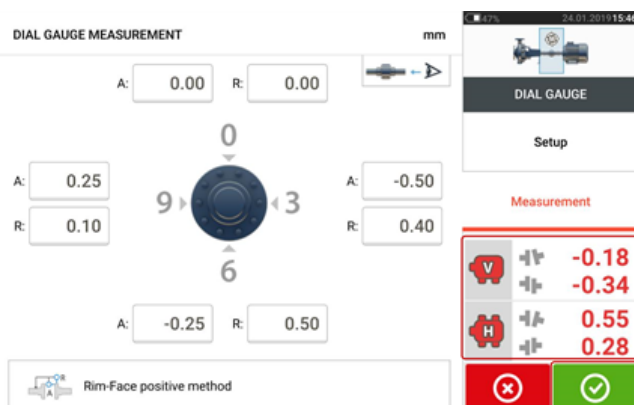 47% 24.01.2019 15:46
DIAL GAUGE MEASUREMENT mm
A: 0.00 R: 0.00
DIAL GAUGE
0
Setup
A: 0.25 A: -0.50
9 3
Measurement
R: 0.10 R: 0.40
6
V -0.18
-0.34
A: -0.25 R: 0.50
H 0.55
0.28
A R
Rim-Face positive method